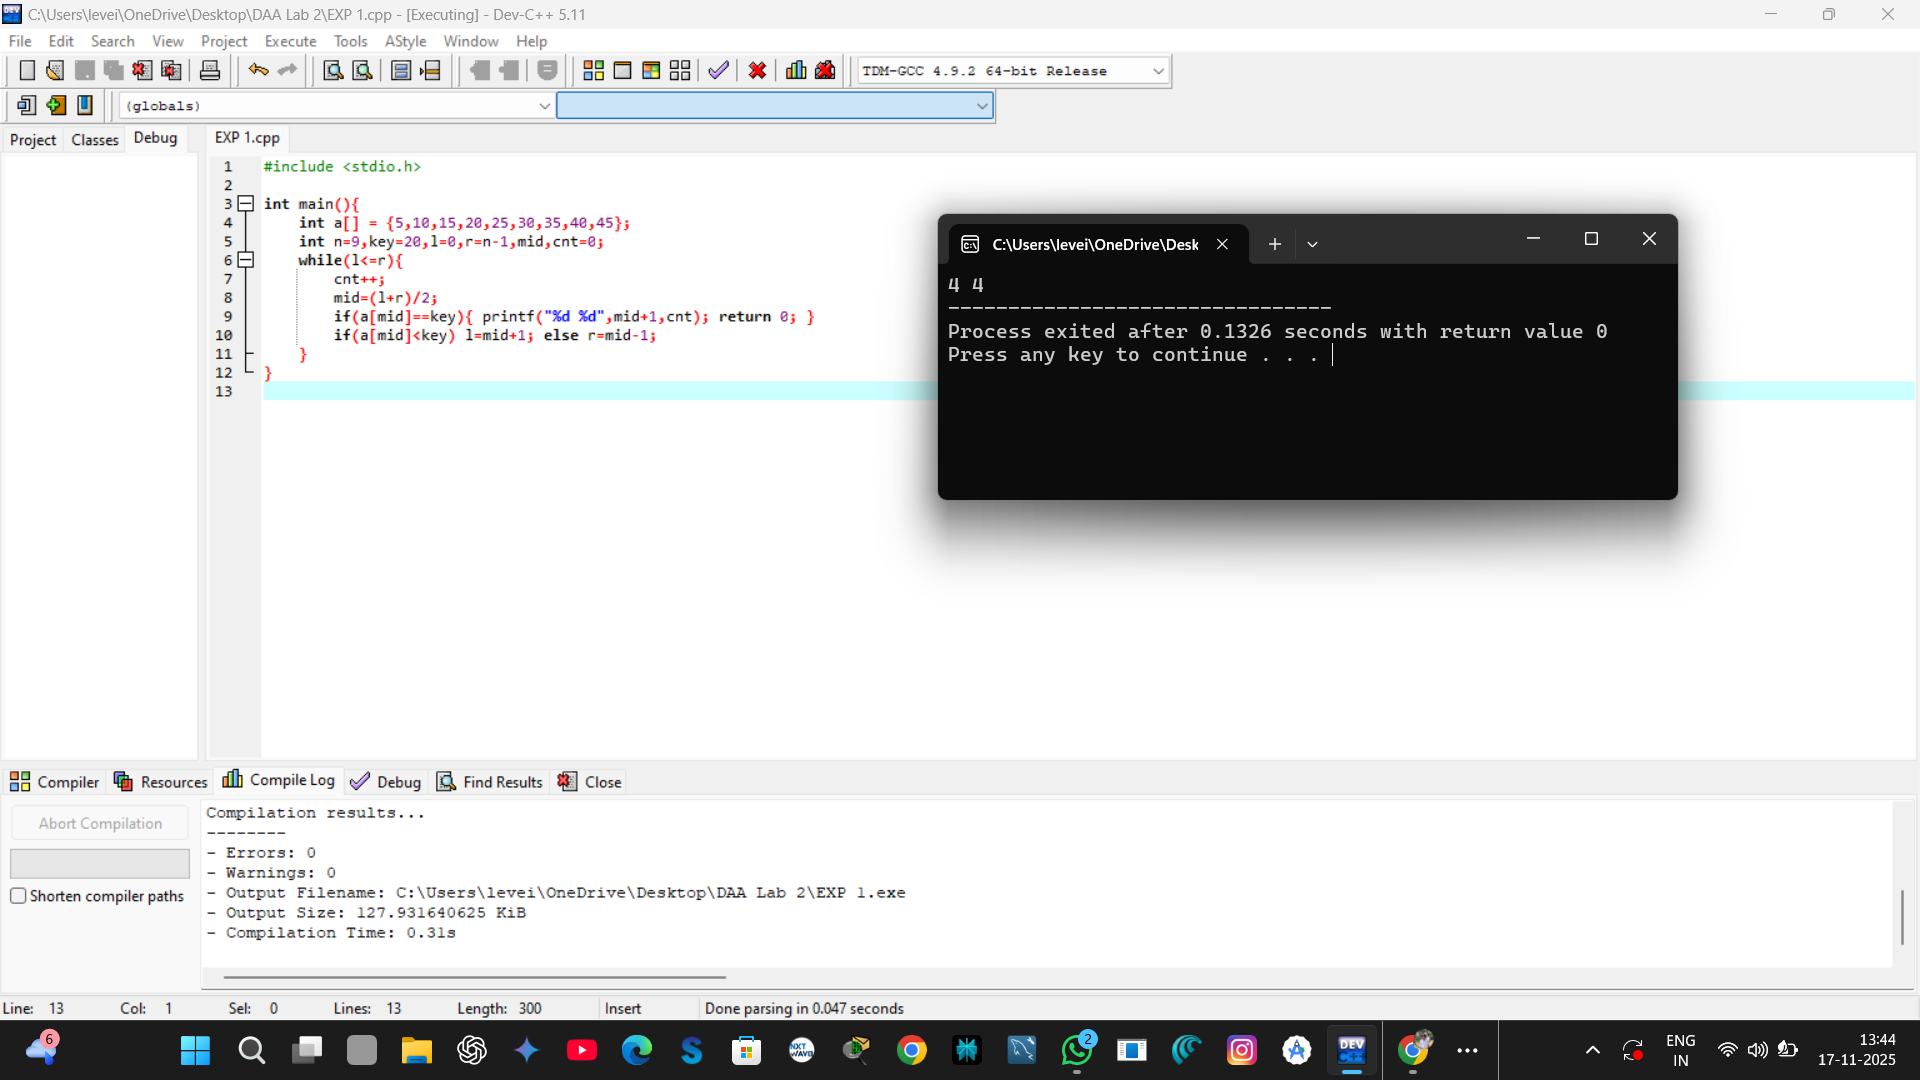 C:\Users\levei\OneDrive\Desktop\DAA Lab 2\EXP 1.cpp - [Executing] - Dev-C++ 5.11
File Edit Search View Project Execute Tools AStyle Window Help
TDM-GCC 4.9.2 64-bit Release
(globals)
Project Classes Debug
EXP 1.cpp
1 #include <stdio.h>
2
3 int main(){
4 int a[] = {5,10,15,20,25,30,35,40,45};
5 int n=9,key=20,l=0,r=n-1,mid,cnt=0;
6 while(l<=r){
7 cnt++;
8 mid=(l+r)/2;
9 if(a[mid]==key){ printf("%d %d",mid+1,cnt); return 0; }
10 if(a[mid]<key) l=mid+1; else r=mid-1;
11 }
12 }
13
C:\Users\levei\OneDrive\Desk
4 4
--------------------------------
Process exited after 0.1326 seconds with return value 0
Press any key to continue . . .
Compiler Resources Compile Log Debug Find Results Close
Abort Compilation
Shorten compiler paths
Compilation results...
--------
- Errors: 0
- Warnings: 0
- Output Filename: C:\Users\levei\OneDrive\Desktop\DAA Lab 2\EXP 1.exe
- Output Size: 127.931640625 KiB
- Compilation Time: 0.31s
Line: 13 Col: 1 Sel: 0 Lines: 13 Length: 300 Insert Done parsing in 0.047 seconds
6
NXT WAVE
2
DEV C++
ENG
IN
13:44
17-11-2025